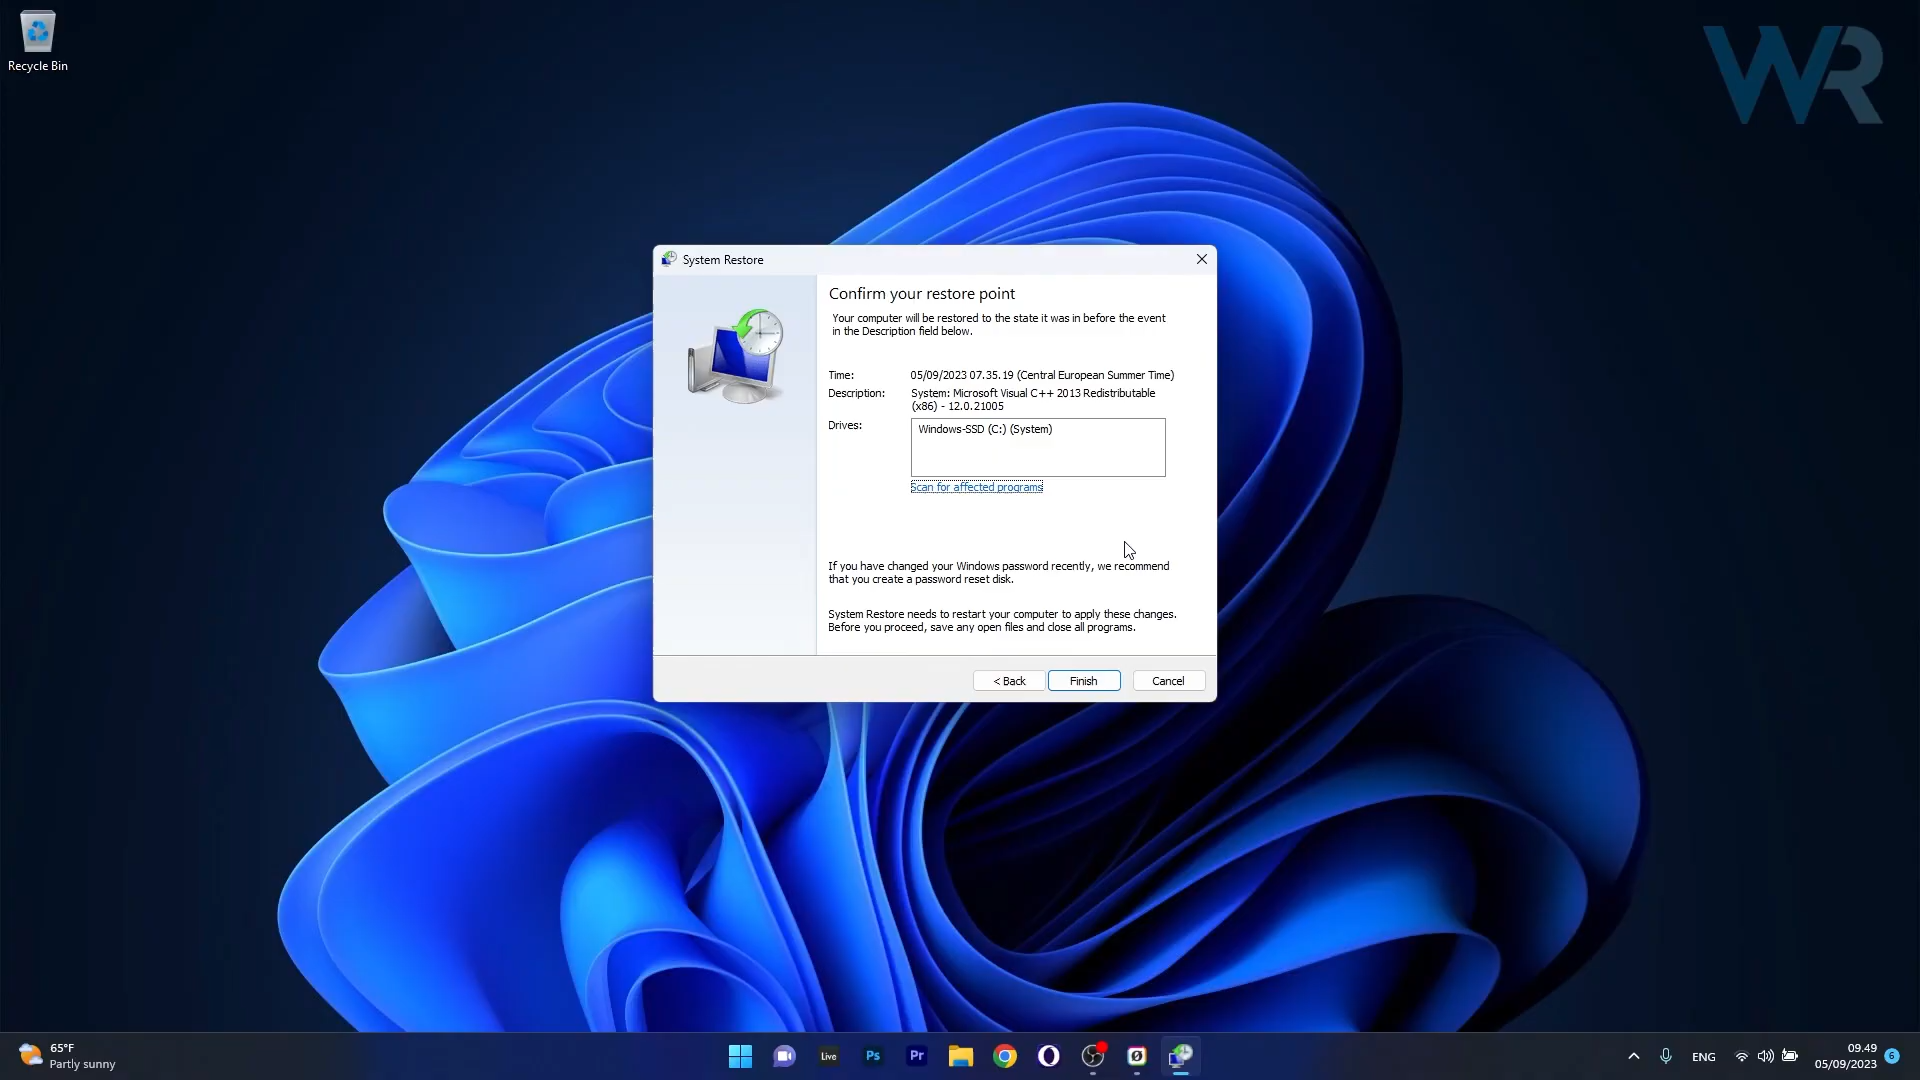 Recycle Bin
WR
System Restore
Confirm your restore point
Your computer will be restored to the state it was in before the event
in the Description field below.
Time: 05/09/2023 07.35.19 (Central European Summer Time)
Description: System: Microsoft Visual C++ 2013 Redistributable
(x86) - 12.0.21005
Drives: Windows-SSD (C:) (System)
Scan for affected programs
If you have changed your Windows password recently, we recommend
that you create a password reset disk.
System Restore needs to restart your computer to apply these changes.
Before you proceed, save any open files and close all programs.
< Back Finish Cancel
65°F
Partly sunny
Live Ps Pr
ENG
09.49
05/09/2023
6